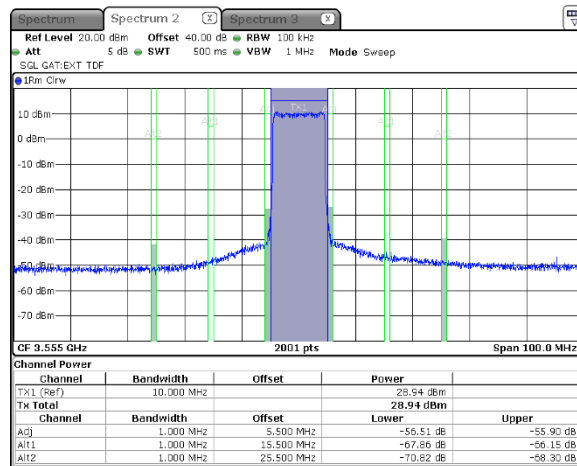 Spectrum Spectrum 2 X Spectrum 3 X
Ref Level 20.00 dBm Offset 40.00 dB RBW 100 kHz
Att 5 dB SWT 500 ms VBW 1 MHz Mode Sweep
SGL GAT:EXT TDF
1Rm Clrw
TX1
10 dBm
0 dBm
-10 dBm
-20 dBm
-30 dBm
-40 dBm
-50 dBm
-60 dBm
-70 dBm
CF 3.555 GHz 2001 pts Span 100.0 MHz
Channel Power
Channel Bandwidth Offset Power
TX1 (Ref) 10.000 MHz 28.94 dBm
Tx Total 28.94 dBm
Channel Bandwidth Offset Lower Upper
Adj 1.000 MHz 5.500 MHz -56.51 dB -55.90 dB
Alt1 1.000 MHz 15.500 MHz -67.86 dB -56.15 dB
Alt2 1.000 MHz 25.500 MHz -70.82 dB -68.30 dB